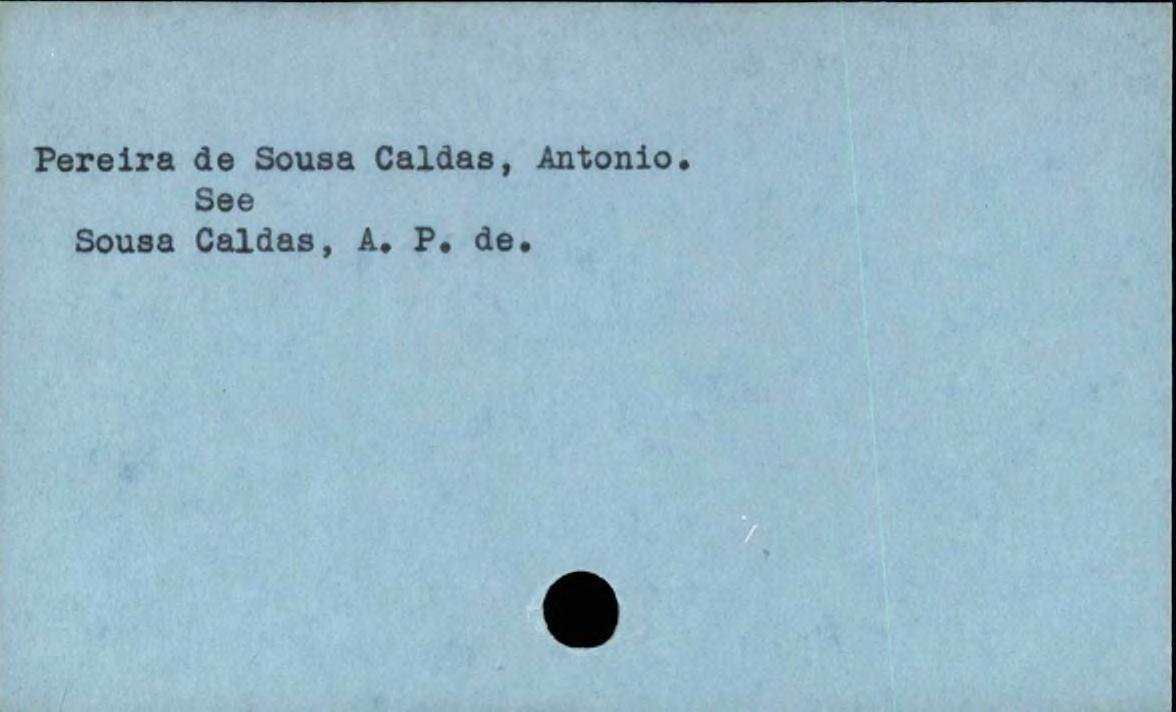 Pereira de Sousa Caldas, Antonio.
See
Sousa Caldas, A. P. de.